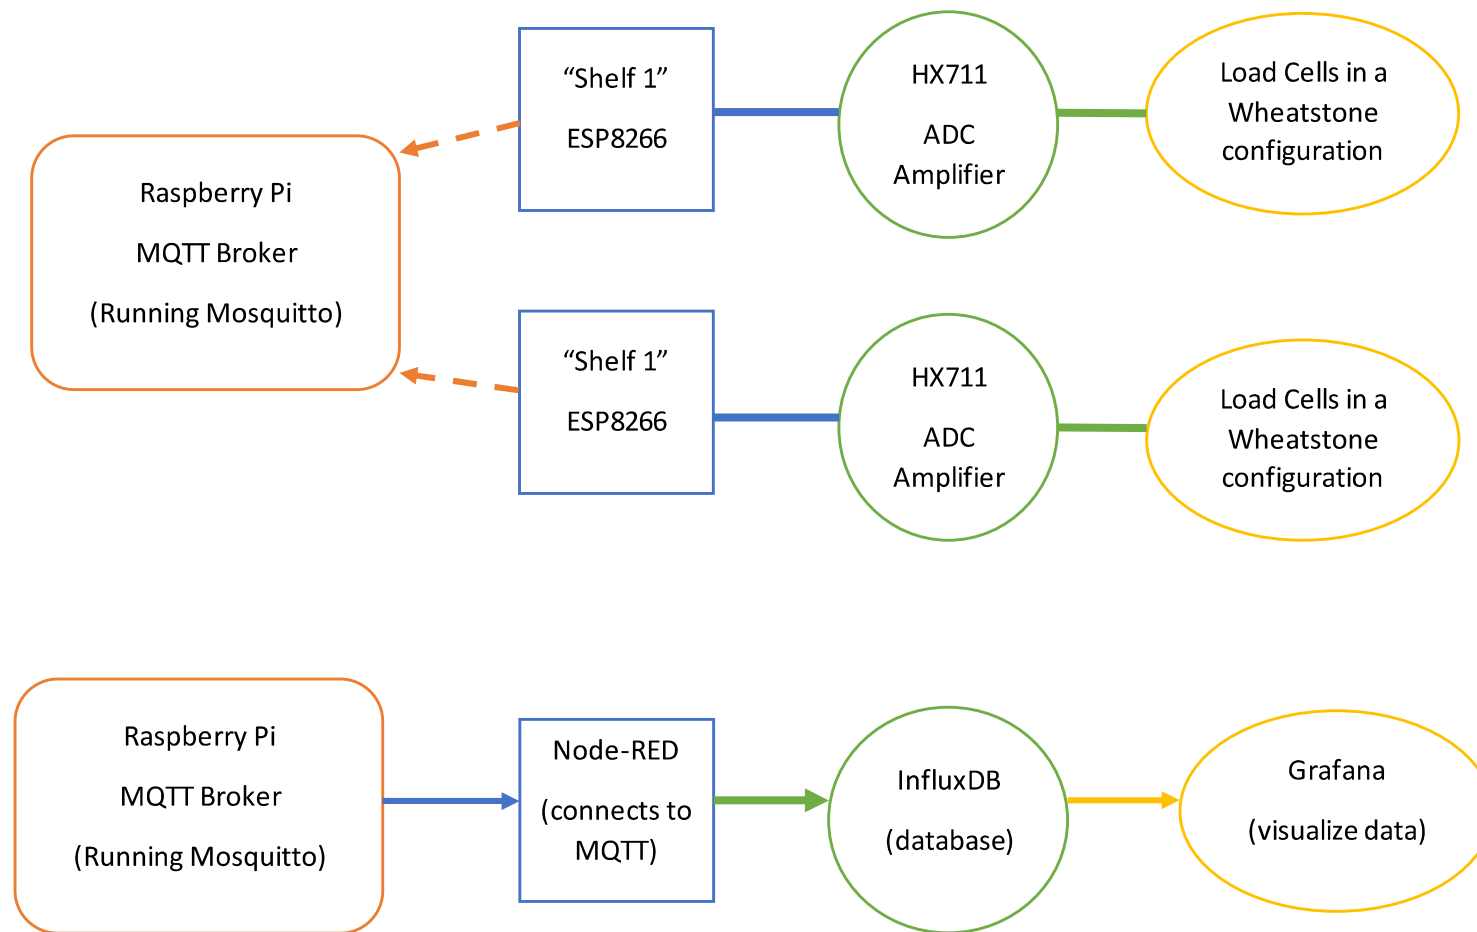 “Shelf 1”
ESP8266
HX711
ADC
Amplifier
Load Cells in a
Wheatstone
configuration
Raspberry Pi
MQTT Broker
(Running Mosquitto)
“Shelf 1”
ESP8266
HX711
ADC
Amplifier
Load Cells in a
Wheatstone
configuration
Raspberry Pi
MQTT Broker
(Running Mosquitto)
Node-RED
(connects to
MQTT)
InfluxDB
(database)
Grafana
(visualize data)